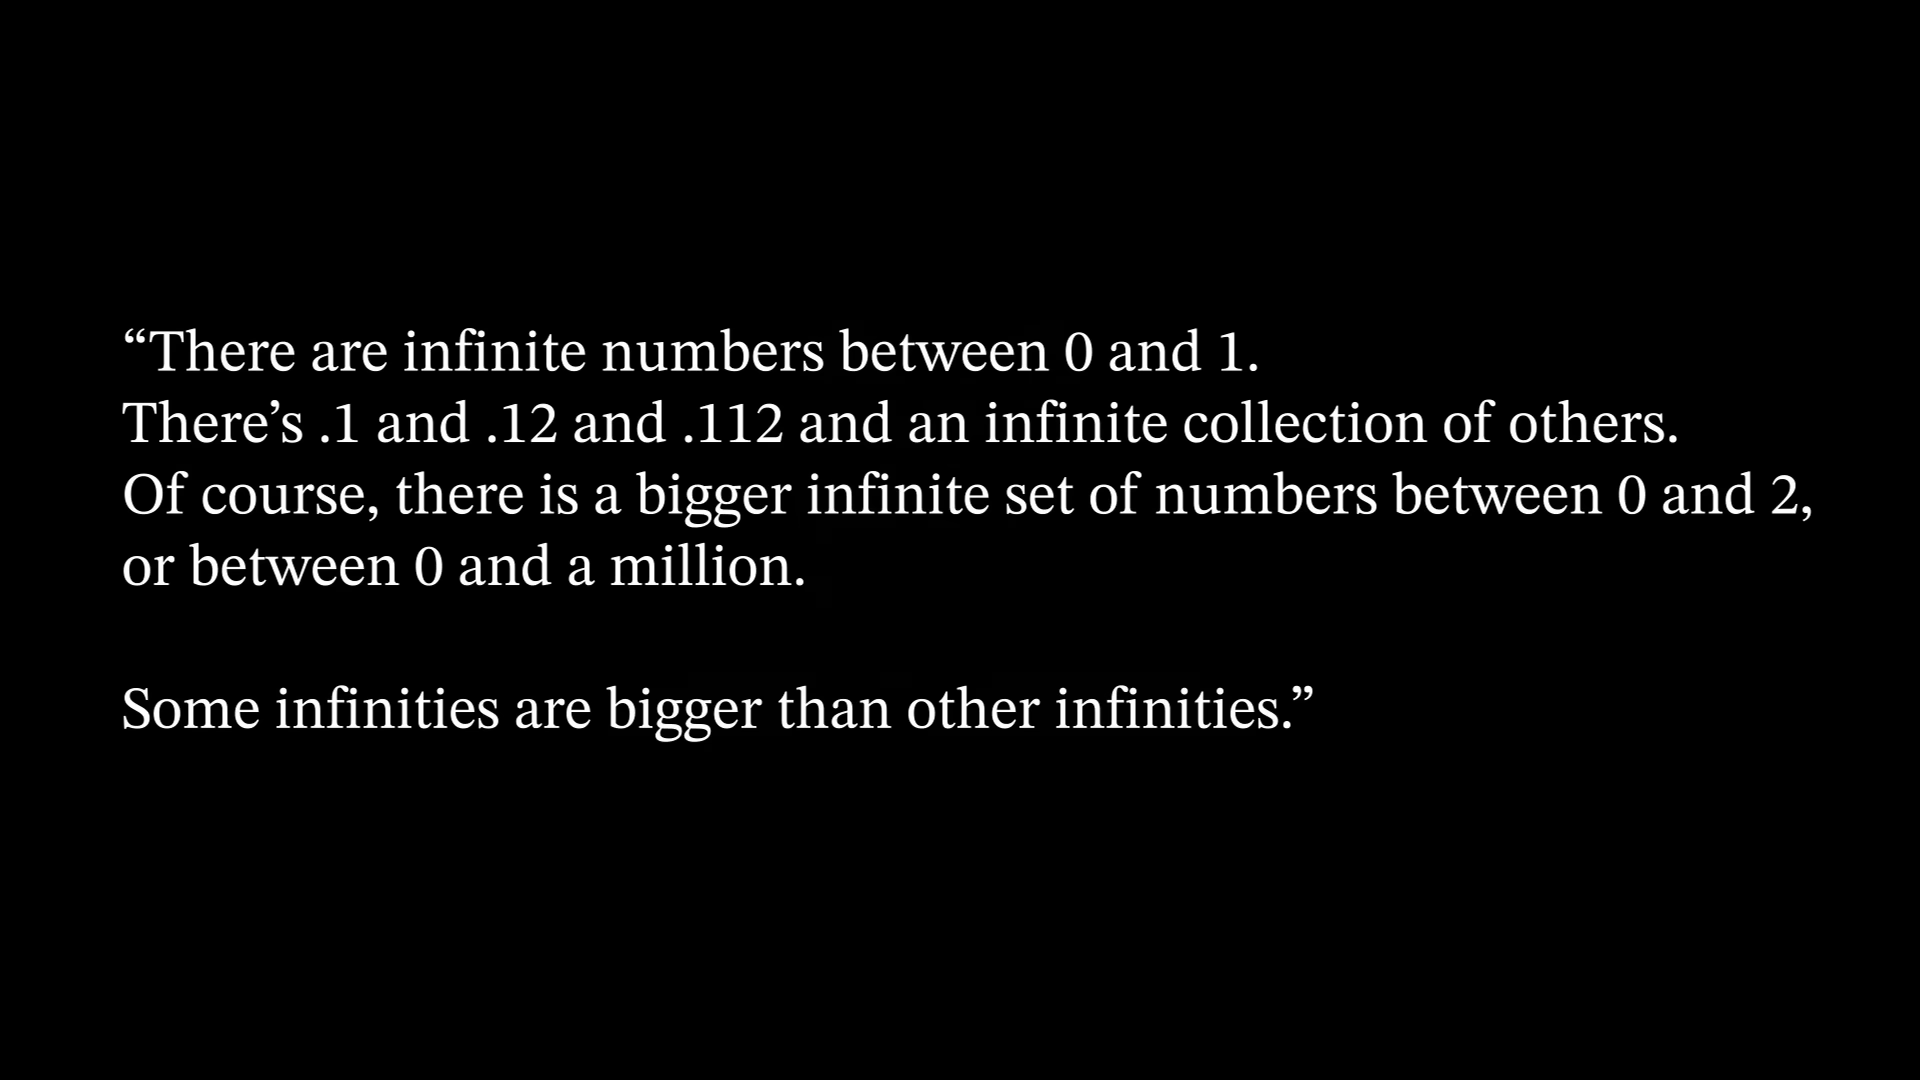 “There are infinite numbers between 0 and 1.
There’s .1 and .12 and .112 and an infinite collection of others.
Of course, there is a bigger infinite set of numbers between 0 and 2,
or between 0 and a million.
Some infinities are bigger than other infinities.”